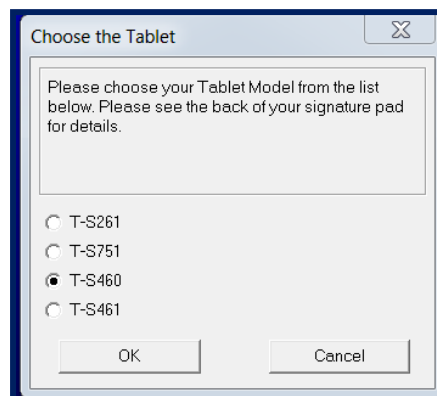 Choose the Tablet
Please choose your Tablet Model from the list
below. Please see the back of your signature pad
for details.
T-S261
T-S751
T-S460
T-S461
OK
Cancel